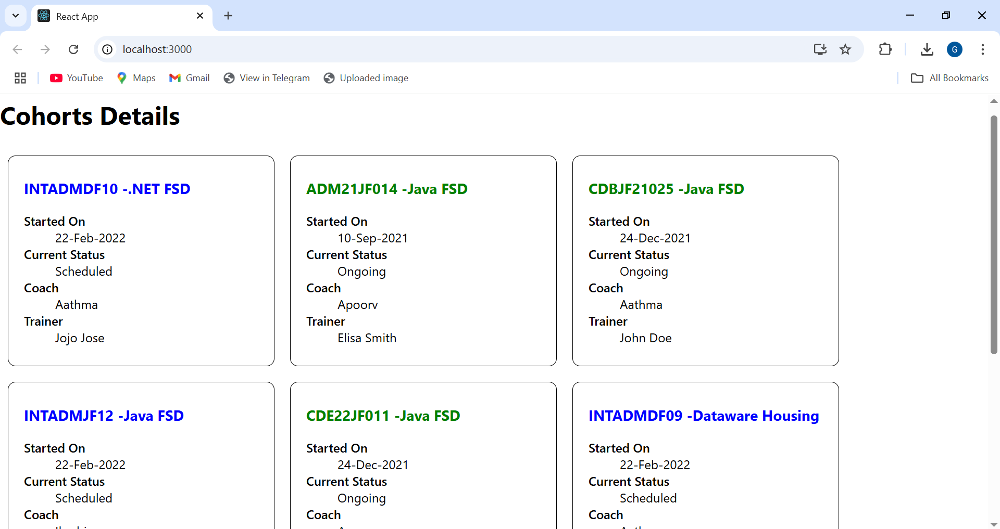 React App
localhost:3000
G
YouTube
Maps
Gmail
View in Telegram
Uploaded image
All Bookmarks
Cohorts Details
INTADMDF10 -.NET FSD
Started On
22-Feb-2022
Current Status
Scheduled
Coach
Aathma
Trainer
Jojo Jose
ADM21JF014 -Java FSD
Started On
10-Sep-2021
Current Status
Ongoing
Coach
Apoorv
Trainer
Elisa Smith
CDBJF21025 -Java FSD
Started On
24-Dec-2021
Current Status
Ongoing
Coach
Aathma
Trainer
John Doe
INTADMJF12 -Java FSD
Started On
22-Feb-2022
Current Status
Scheduled
Coach
CDE22JF011 -Java FSD
Started On
24-Dec-2021
Current Status
Ongoing
Coach
INTADMDF09 -Dataware Housing
Started On
22-Feb-2022
Current Status
Scheduled
Coach